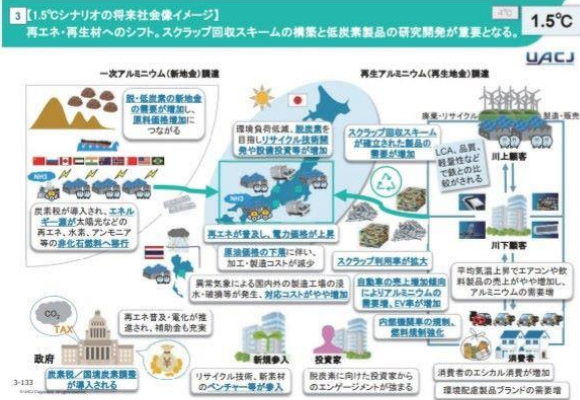 3 【1.5℃シナリオの将来社会像イメージ】
再エネ・再生材へのシフト。スクラップ回収スキームの構築と低炭素製品の研究開発が重要となる。
4℃
1.5℃
UACJ
一次アルミニウム(新地金)調達
再生アルミニウム(再生地金)調達
脱・低炭素の新地金
の需要が増加し、
原料価格増加に
つながる
環境負荷低減、脱炭素を
目指しリサイクル技術開
発や設備投資等が増加
スクラップ回収スキーム
が確立された製品の
需要が増加
廃棄・リサイクル
製造・販売
川上顧客
LCA、品質、
軽量性など
で鉄との比
較がされる
NH3
NH3
炭素税が導入され、エネル
ギー源が太陽光などの
再エネ、水素、アンモニア
等の非化石燃料へ移行
再エネが普及し、電力価格が上昇
原油価格の下落に伴い、
加工・製造コストが減少
スクラップ利用率が拡大
川下顧客
異常気象による国内外の製造工場の浸
水・破損等が発生、対応コストがやや増加
自動車の売上増加傾向
によりアルミニウムの
需要増、EV率が増加
平均気温上昇でエアコンや飲
料製品の売上がやや増加し、
アルミニウムの需要増
CO2
TAX
再エネ普及・電化が推
進され、補助金も充実
内燃機関車の規制、
燃料規制強化
政府
新規参入
投資家
消費者
炭素税/国境炭素調整
が導入される
リサイクル技術、新素材
のベンチャー等が参入
脱炭素に向けた投資家から
のエンゲージメントが強まる
消費者のエシカル消費が増加
環境配慮製品ブランドの需要増
3-133